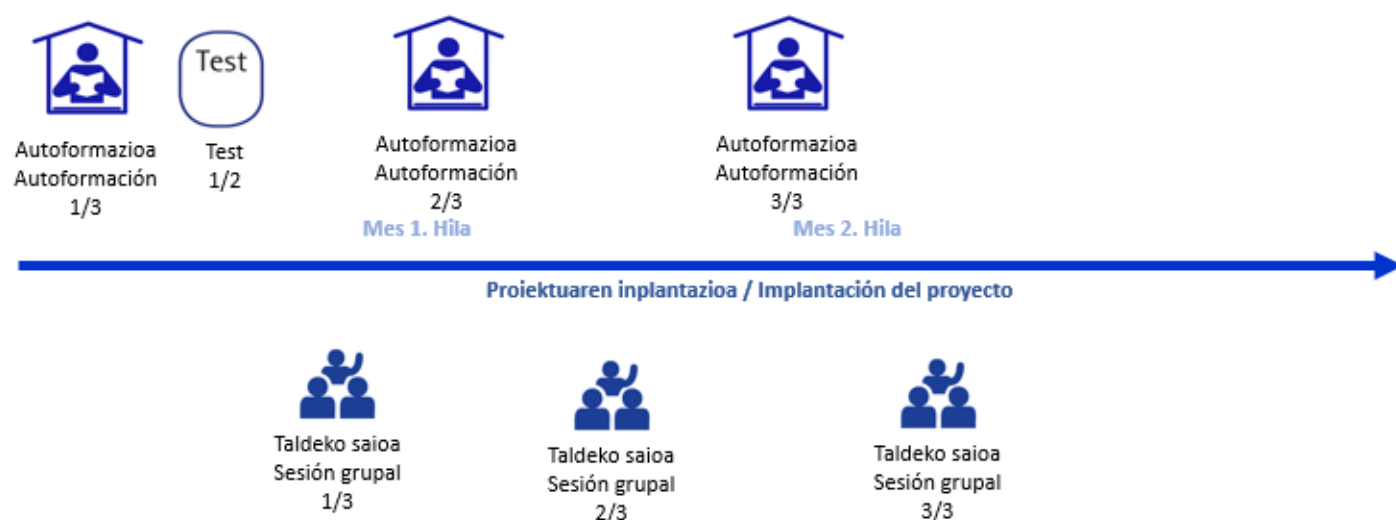 Test
Autoformazioa
Autoformación
1/3
Test
1/2
Autoformazioa
Autoformación
2/3
Autoformazioa
Autoformación
3/3
Mes 1. Hila
Mes 2. Hila
Proiektuaren inplantazioa / Implantación del proyecto
Taldeko saioa
Sesión grupal
1/3
Taldeko saioa
Sesión grupal
2/3
Taldeko saioa
Sesión grupal
3/3